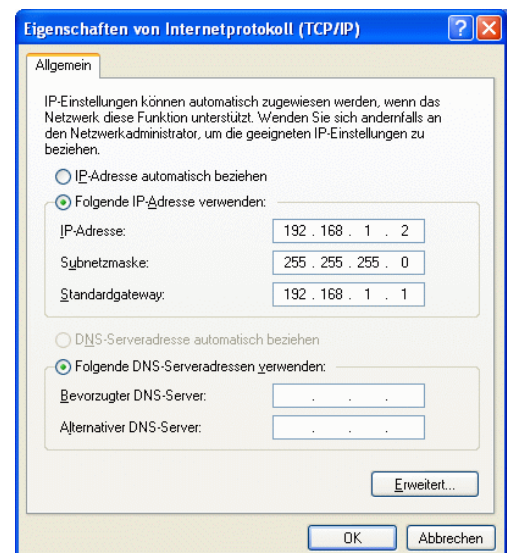 Eigenschaften von Internetprotokoll (TCP/IP)
Allgemein
IP-Einstellungen können automatisch zugewiesen werden, wenn das
Netzwerk diese Funktion unterstützt. Wenden Sie sich andernfalls an
den Netzwerkadministrator, um die geeigneten IP-Einstellungen zu
beziehen.
IP-Adresse automatisch beziehen
Folgende IP-Adresse verwenden:
IP-Adresse: 192 . 168 . 1 . 2
Subnetzmaske: 255 . 255 . 255 . 0
Standardgateway: 192 . 168 . 1 . 1
DNS-Serveradresse automatisch beziehen
Folgende DNS-Serveradressen verwenden:
Bevorzugter DNS-Server: . . .
Alternativer DNS-Server: . . .
Erweitert...
OK Abbrechen